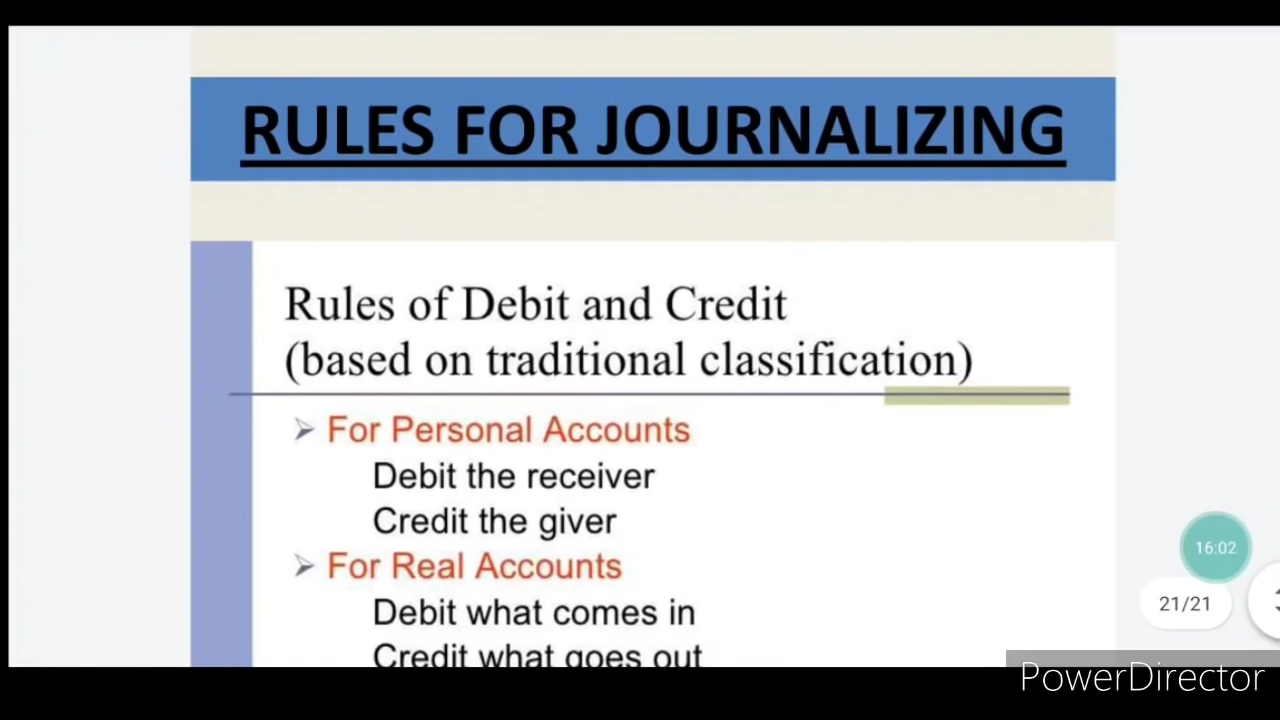 RULES FOR JOURNALIZING
Rules of Debit and Credit
(based on traditional classification)
For Personal Accounts
Debit the receiver
Credit the giver
For Real Accounts
Debit what comes in
Credit what goes out
16:02
21/21
PowerDirector